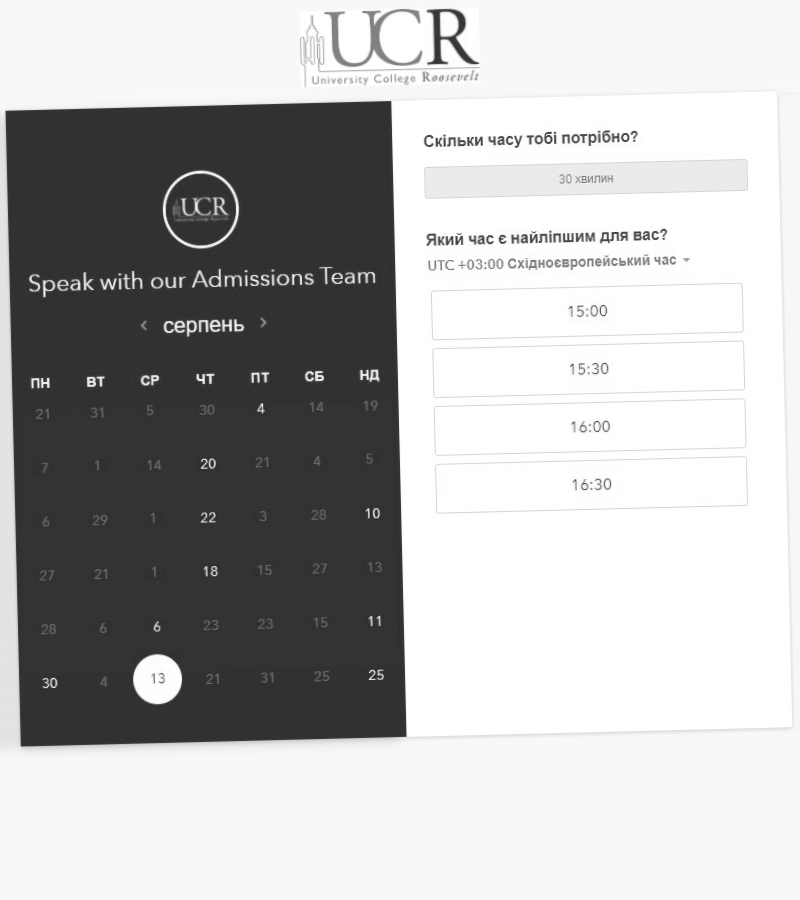 UCR
University College Roosevelt
UCR
Speak with our Admissions Team
серпень
ПН ВТ СР ЧТ ПТ СБ НД
21 31 5 30 4 14 19
7 1 14 20 21 4 5
6 29 1 22 3 28 10
27 21 1 18 15 27 13
28 6 6 23 23 15 11
30 4 13 21 31 25 25
Скільки часу тобі потрібно?
30 хвилин
Який час є найліпшим для вас?
UTC +03:00 Східноєвропейський час
15:00
15:30
16:00
16:30